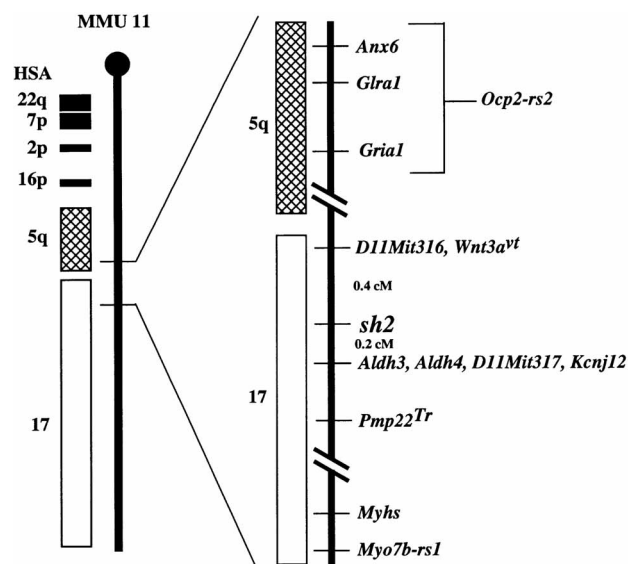 MMU 11
HSA
22q
7p
2p
16p
5q
17
5q
17
Anx6
Glra1
Ocp2-rs2
Gria1
D11Mit316, Wnt3a^vt
0.4 cM
sh2
0.2 cM
Aldh3, Aldh4, D11Mit317, Kcnj12
Pmp22^Tr
Myhs
Myo7b-rs1